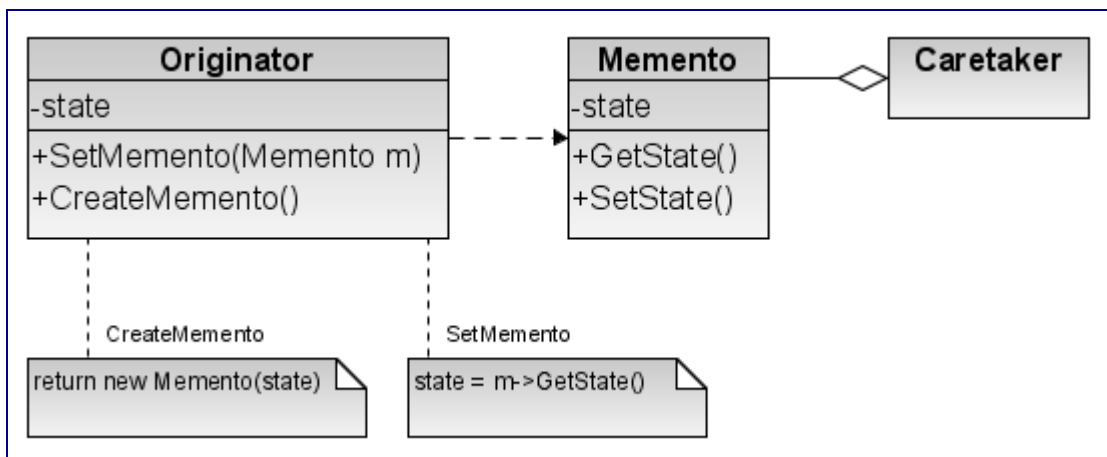 Originator
-state
+SetMemento(Memento m)
+CreateMemento()
Memento
-state
+GetState()
+SetState()
Caretaker
CreateMemento
return new Memento(state)
SetMemento
state = m->GetState()